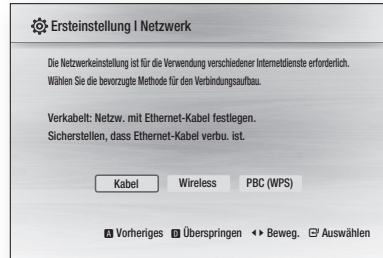 Ersteinstellung I Netzwerk
Die Netzwerkeinstellung ist für die Verwendung verschiedener Internetdienste erforderlich.
Wählen Sie die bevorzugte Methode für den Verbindungsaufbau.
Verkabelt: Netzw. mit Ethernet-Kabel festlegen.
Sicherstellen, dass Ethernet-Kabel verbu. ist.
Kabel Wireless PBC (WPS)
A Vorheriges D Überspringen Beweg. Auswählen